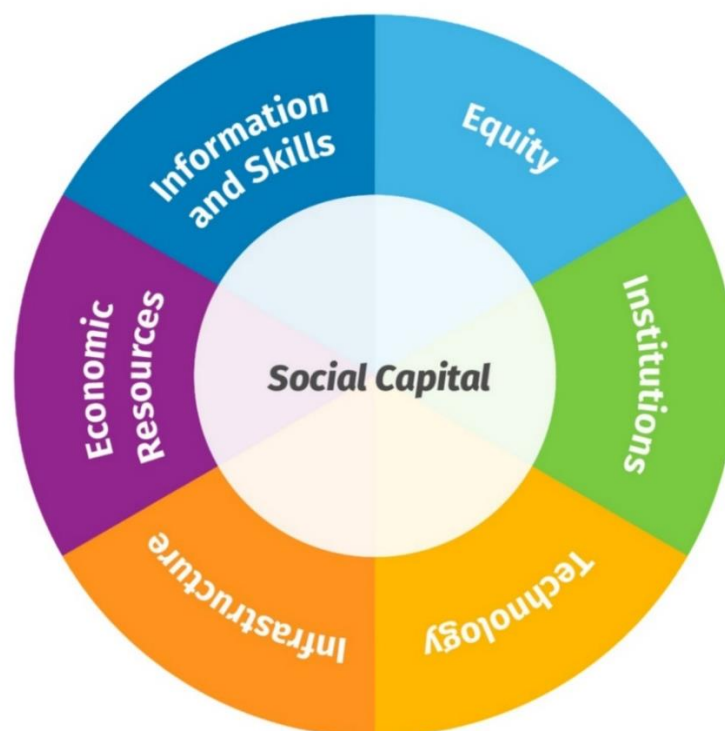 Information
and Skills
Equity
Institutions
Technology
Infrastructure
Economic
Resources
Social Capital